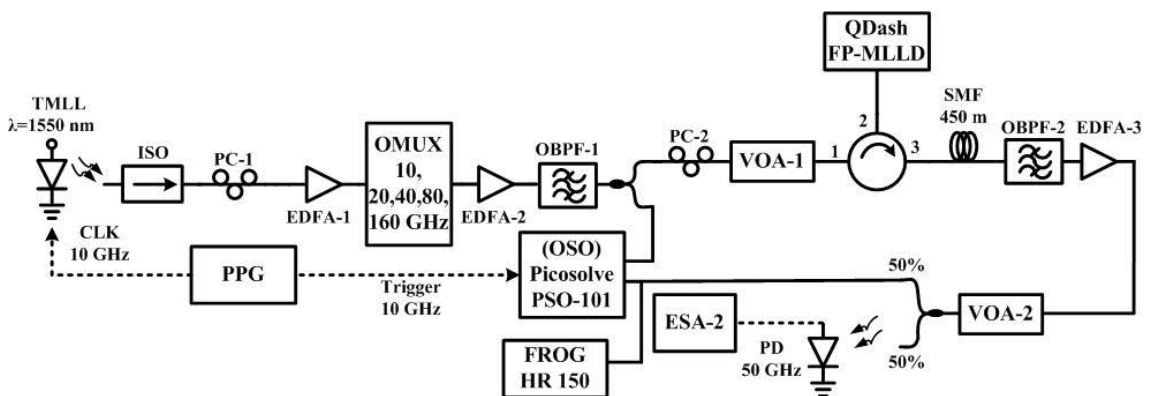 QDash
FP-MLLD
TMLL
λ=1550 nm
ISO
PC-1
EDFA-1
OMUX
10,
20,40,80,
160 GHz
EDFA-2
OBPF-1
PC-2
VOA-1
1
2
3
SMF
450 m
OBPF-2
EDFA-3
CLK
10 GHz
PPG
Trigger
10 GHz
(OSO)
Picosolve
PSO-101
FROG
HR 150
ESA-2
PD
50 GHz
50%
50%
VOA-2